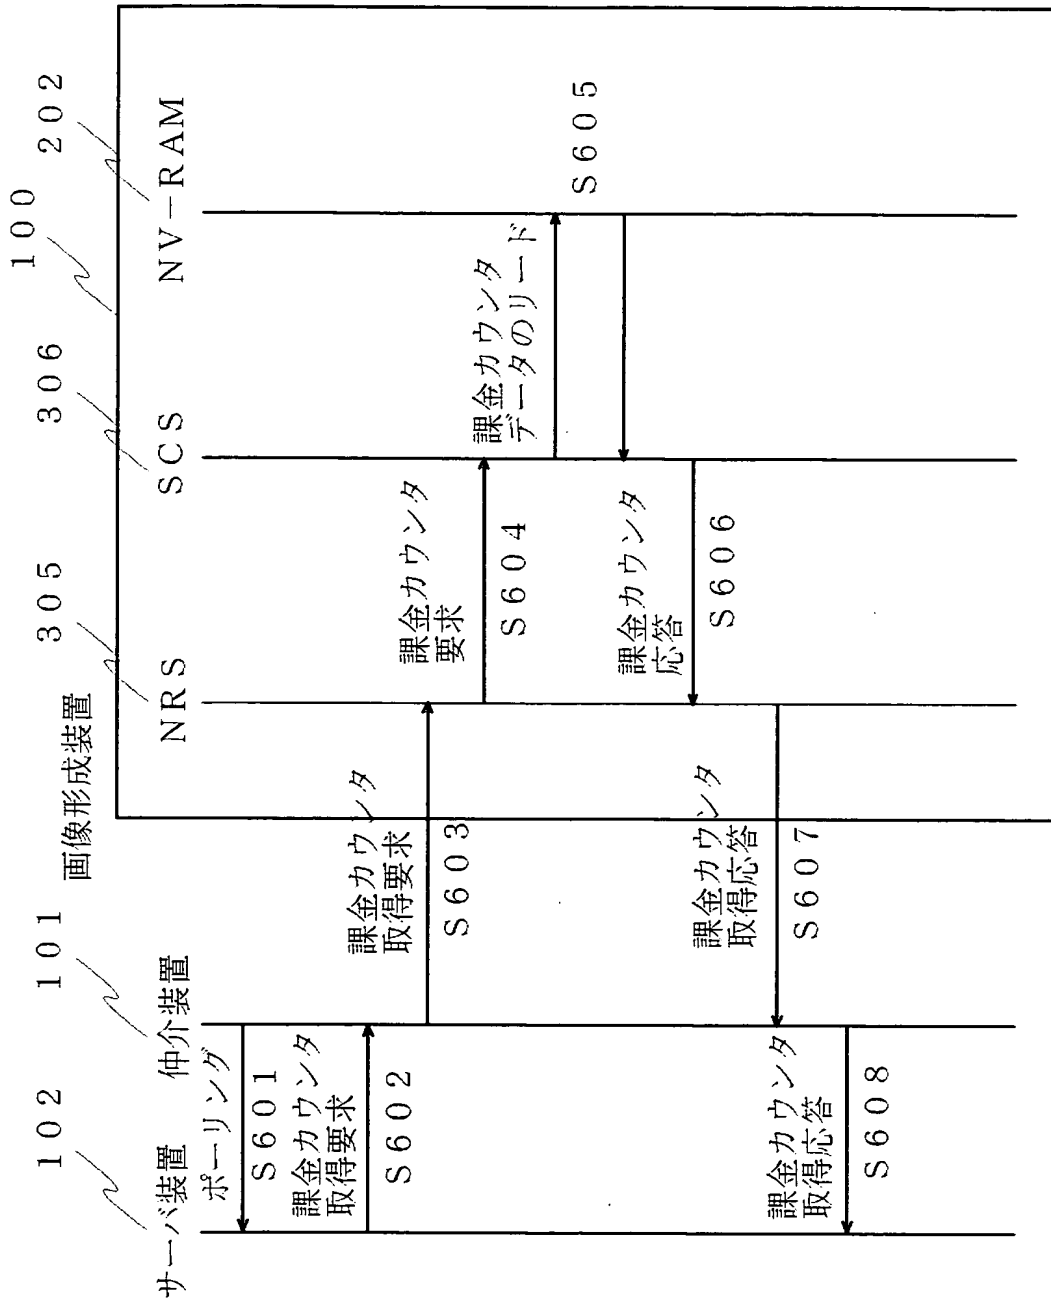 102
サーバ装置
101
仲介装置
画像形成装置
100
305
NRS
306
SCS
202
NV－RAM
ポーリング
S601
課金カウンタ
取得要求
S602
課金カウンタ
取得要求
S603
課金カウンタ
要求
S604
課金カウンタ
データのリード
S605
課金カウンタ
応答
S606
課金カウンタ
取得応答
S607
課金カウンタ
取得応答
S608